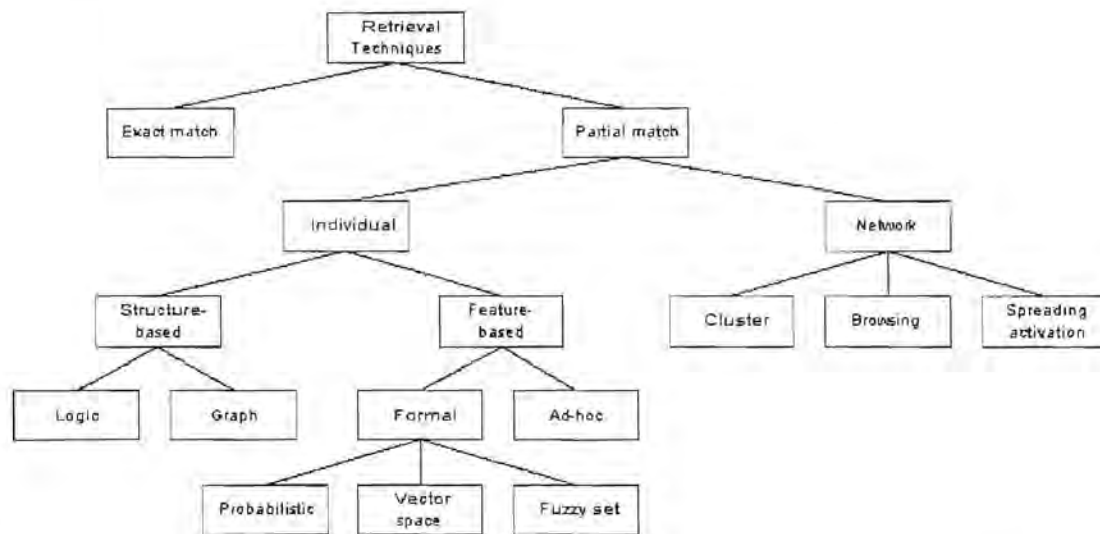 Retrieval
Techniques
Exact match
Partial match
Individual
Network
Structure-
based
Feature-
based
Cluster
Browsing
Spreading
activation
Logic
Graph
Formal
Ad-hoc
Probabilistic
Vector
space
Fuzzy set